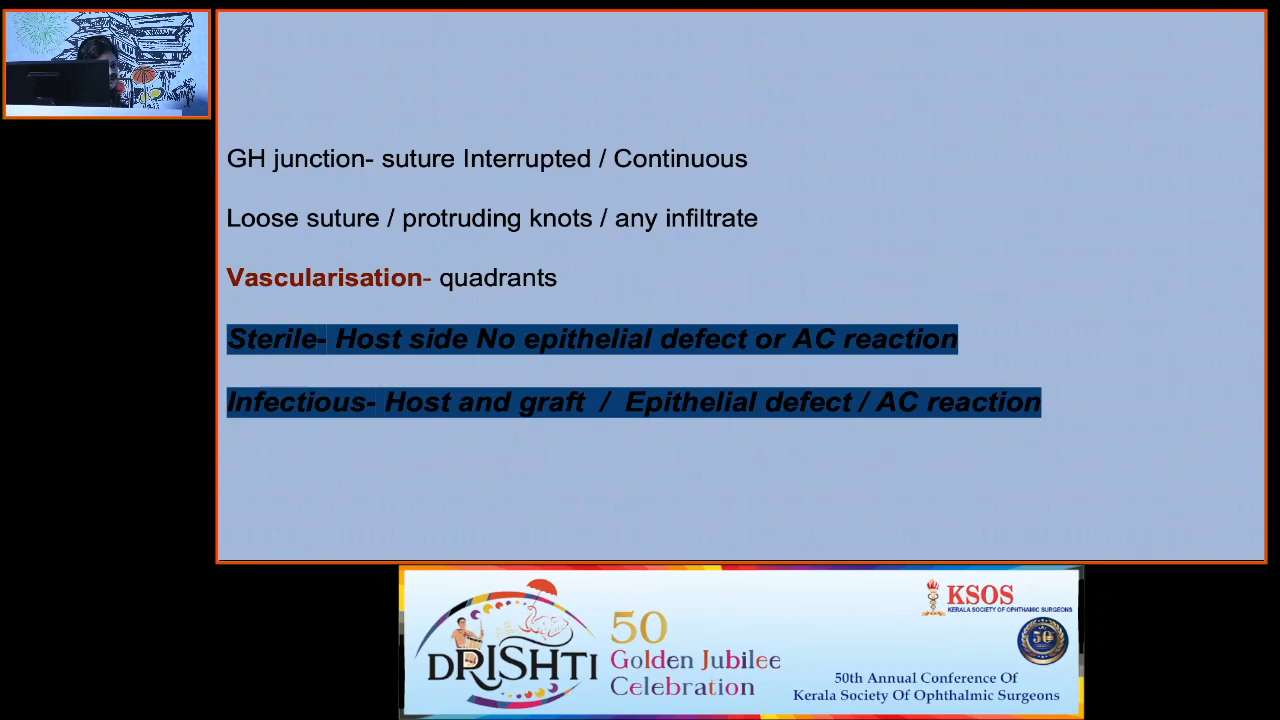 GH junction- suture Interrupted / Continuous
Loose suture / protruding knots / any infiltrate
Vascularisation- quadrants
Sterile- Host side No epithelial defect or AC reaction
Infectious- Host and graft / Epithelial defect / AC reaction
DRISHTI
50
Golden Jubilee
Celebration
KSOS
KERALA SOCIETY OF OPHTHAMIC SURGEONS
50
50th Annual Conference Of
Kerala Society Of Ophthalmic Surgeons